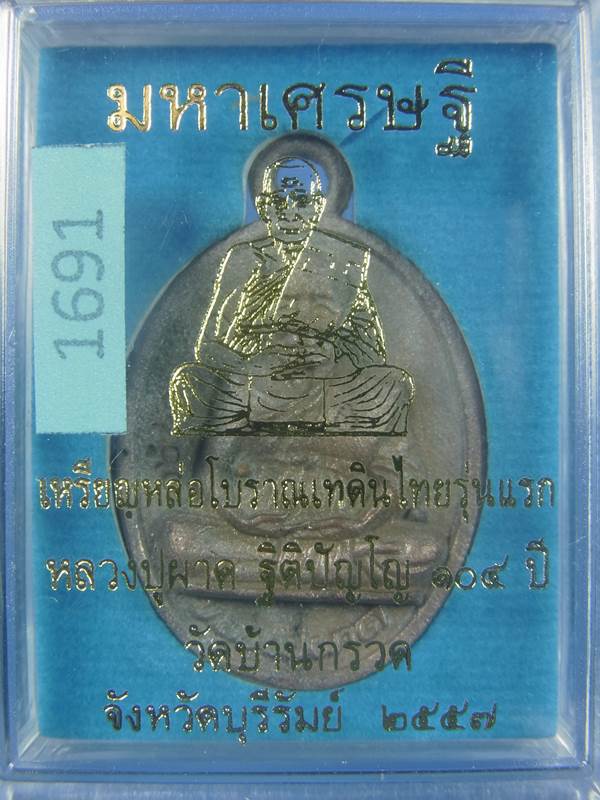 มหาเศรษฐี
1691
เหรียญหล่อโบราณเทดินไทยรุ่นแรก
หลวงปู่ผาด ฐิติปัญโญ ๑๐๔ ปี
วัดบ้านกรวด
จังหวัดบุรีรัมย์ ๒๕๕๗